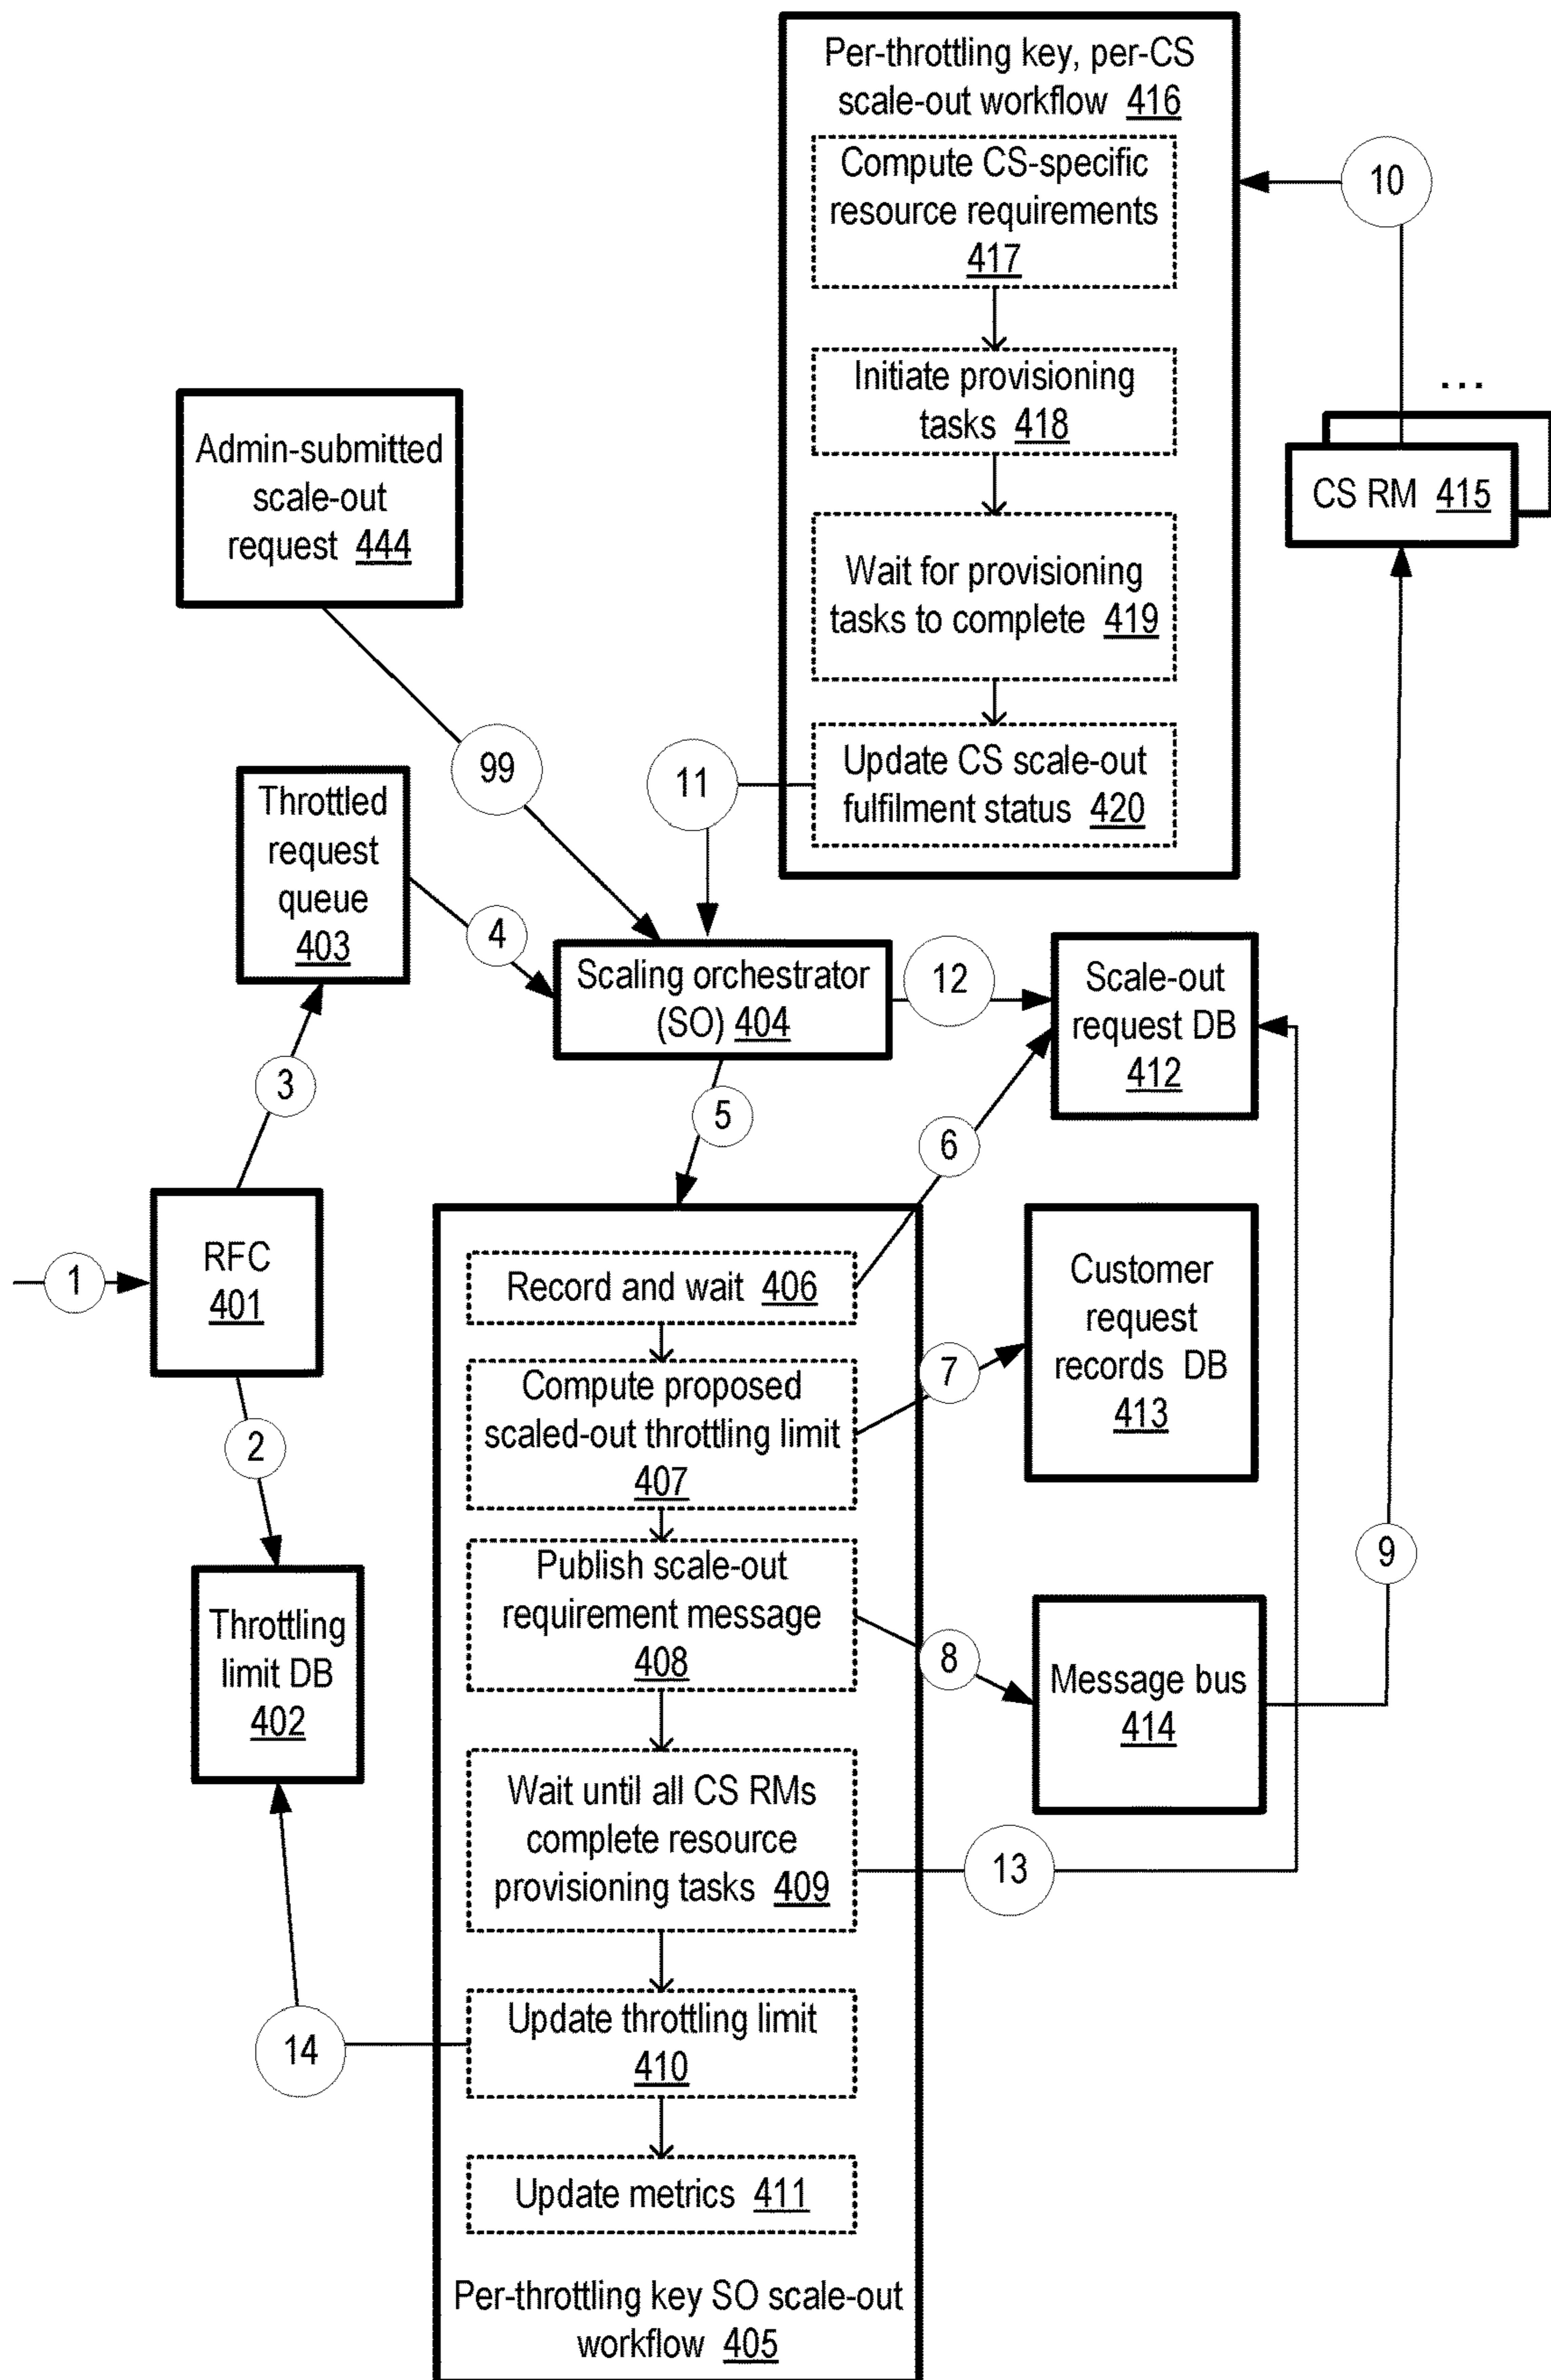 Per-throttling key, per-CS
scale-out workflow 416
Compute CS-specific
resource requirements
417
10
Initiate provisioning
tasks 418
...
Admin-submitted
scale-out
request 444
CS RM 415
Wait for provisioning
tasks to complete 419
99
11
Update CS scale-out
fulfilment status 420
Throttled
request
queue
403
4
Scaling orchestrator
(SO) 404
12
Scale-out
request DB
412
3
5
6
RFC
401
1
Record and wait 406
Customer
request
records DB
413
Compute proposed
scaled-out throttling limit
407
7
2
Publish scale-out
requirement message
408
8
9
Throttling
limit DB
402
Message bus
414
Wait until all CS RMs
complete resource
provisioning tasks 409
13
Update throttling limit
410
14
Update metrics 411
Per-throttling key SO scale-out
workflow 405